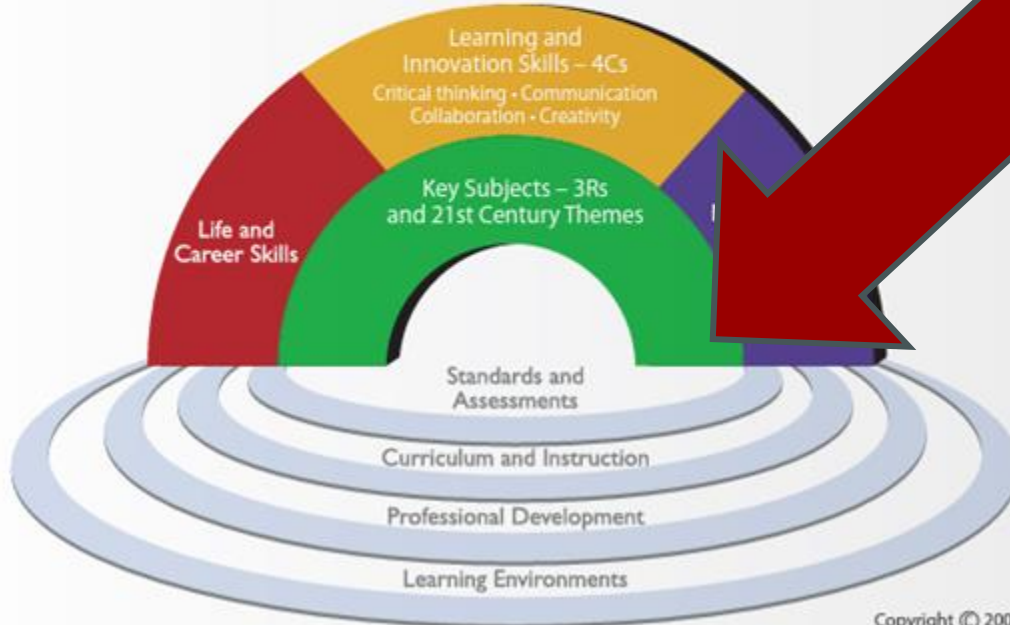 Learning and
Innovation Skills – 4Cs
Critical thinking • Communication
Collaboration • Creativity
Key Subjects – 3Rs
and 21st Century Themes
Life and
Career Skills
Standards and
Assessments
Curriculum and Instruction
Professional Development
Learning Environments
Copyright ©